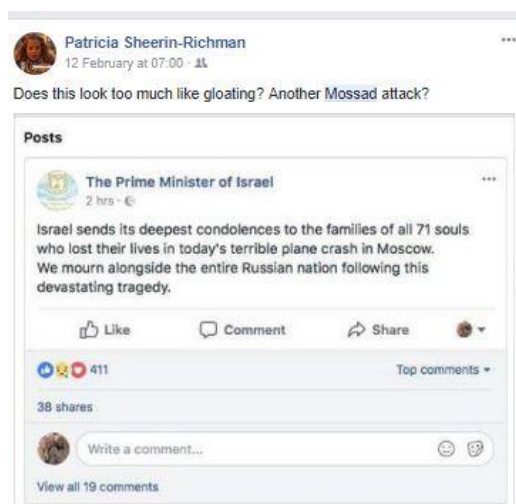 Patricia Sheerin-Richman
12 February at 07:00 ·
Does this look too much like gloating? Another Mossad attack?
Posts
The Prime Minister of Israel
2 hrs ·
Israel sends its deepest condolences to the families of all 71 souls
who lost their lives in today's terrible plane crash in Moscow.
We mourn alongside the entire Russian nation following this
devastating tragedy.
Like Comment Share
411 Top comments
38 shares
Write a comment...
View all 19 comments